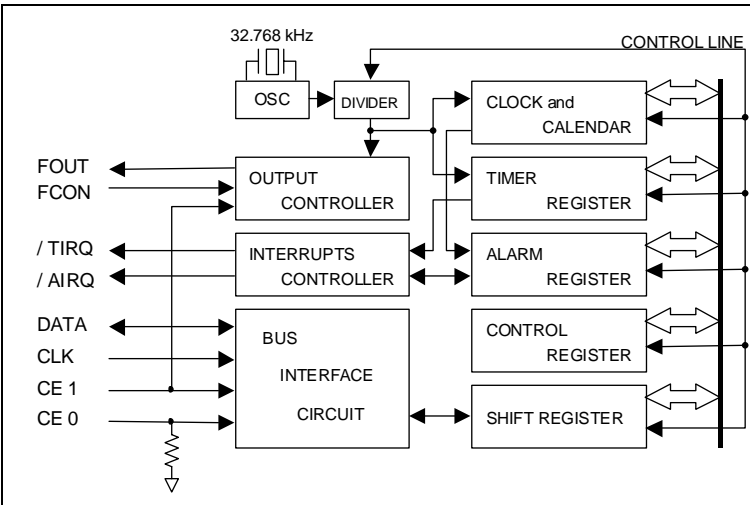 32.768 kHz
CONTROL LINE
OSC
DIVIDER
CLOCK and
CALENDAR
FOUT
FCON
OUTPUT
CONTROLLER
TIMER
REGISTER
/ TIRQ
/ AIRQ
INTERRUPTS
CONTROLLER
ALARM
REGISTER
DATA
CLK
CE 1
CE 0
BUS
INTERFACE
CIRCUIT
CONTROL
REGISTER
SHIFT REGISTER